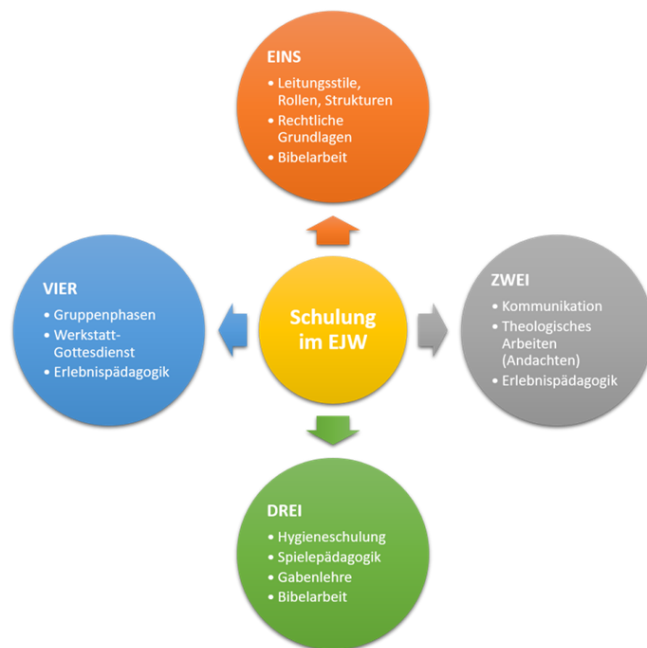 EINS
• Leitungsstile,
Rollen, Strukturen
• Rechtliche
Grundlagen
• Bibelarbeit
VIER
• Gruppenphasen
• Werkstatt-
Gottesdienst
• Erlebnispädagogik
Schulung
im EJW
ZWEI
• Kommunikation
• Theologisches
Arbeiten
(Andachten)
• Erlebnispädagogik
DREI
• Hygieneschulung
• Spielepädagogik
• Gabenlehre
• Bibelarbeit